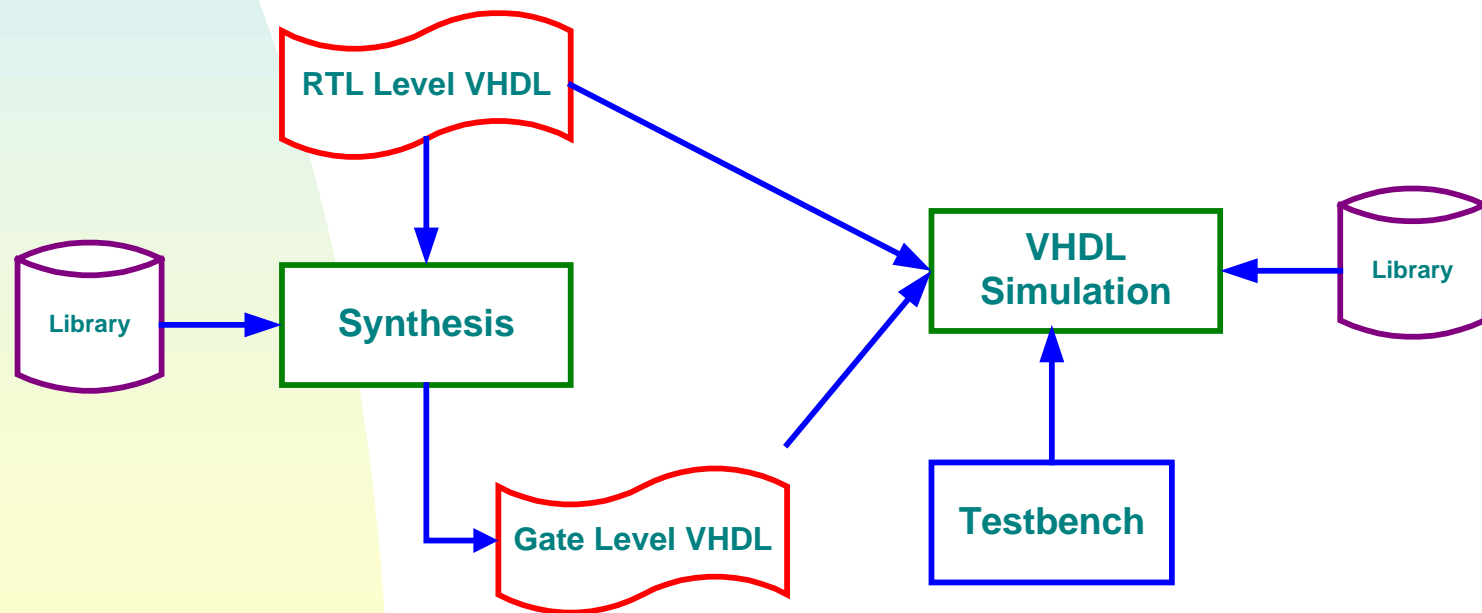 RTL Level VHDL
VHDL
Simulation
Library
Library
Synthesis
Gate Level VHDL
Testbench